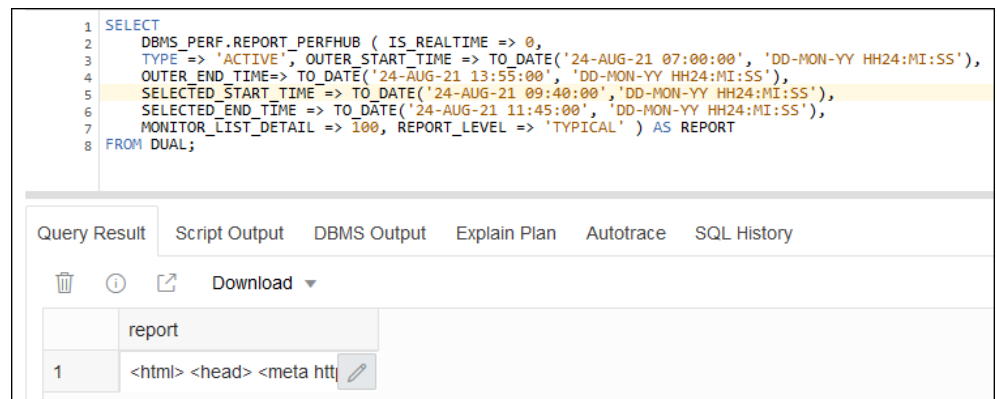 1 SELECT
2 DBMS_PERF.REPORT_PERFHUB ( IS_REALTIME => 0,
3 TYPE => 'ACTIVE', OUTER_START_TIME => TO_DATE('24-AUG-21 07:00:00', 'DD-MON-YY HH24:MI:SS'),
4 OUTER_END_TIME=> TO_DATE('24-AUG-21 13:55:00', 'DD-MON-YY HH24:MI:SS'),
5 SELECTED_START_TIME => TO_DATE('24-AUG-21 09:40:00','DD-MON-YY HH24:MI:SS'),
6 SELECTED_END_TIME => TO_DATE('24-AUG-21 11:45:00', 'DD-MON-YY HH24:MI:SS'),
7 MONITOR_LIST_DETAIL => 100, REPORT_LEVEL => 'TYPICAL' ) AS REPORT
8 FROM DUAL;
Query Result Script Output DBMS Output Explain Plan Autotrace SQL History
Download
report
1 <html> <head> <meta htt